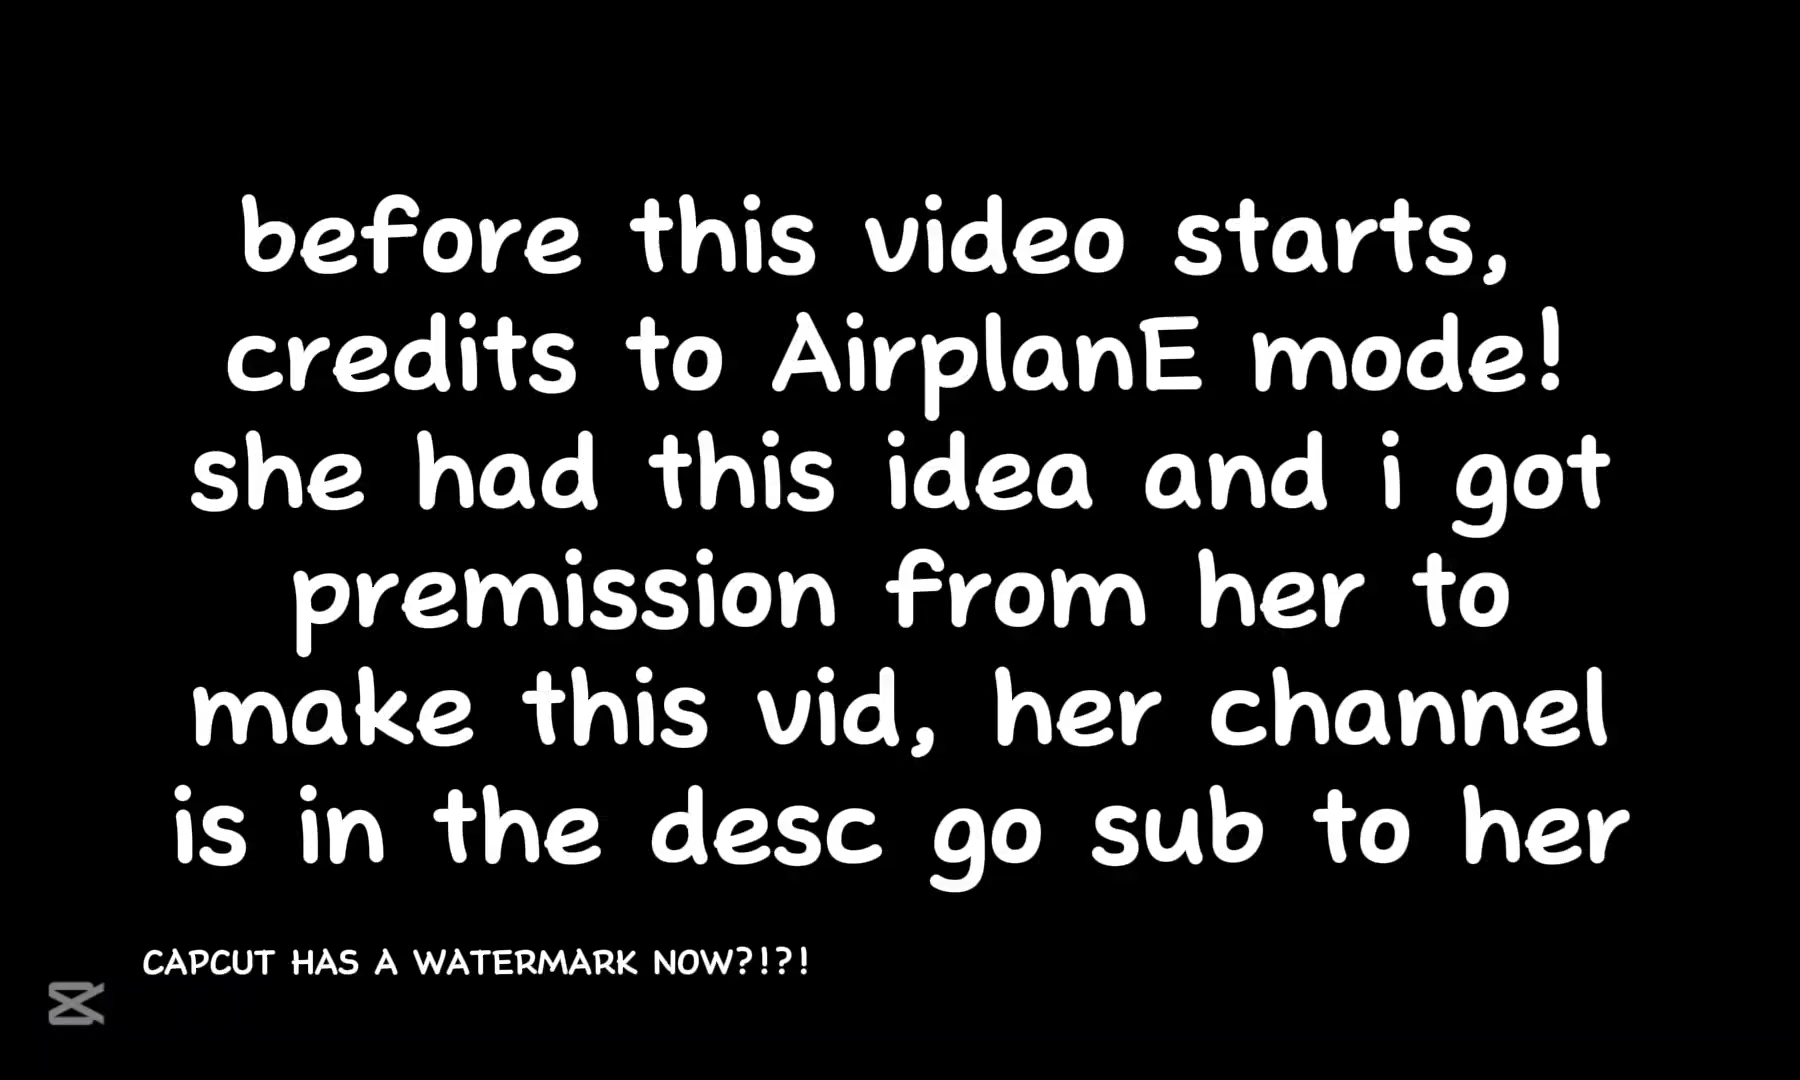 before this video starts,
credits to AirplanE mode!
she had this idea and i got
premission from her to
make this vid, her channel
is in the desc go sub to her
CAPCUT HAS A WATERMARK NOW?!?!